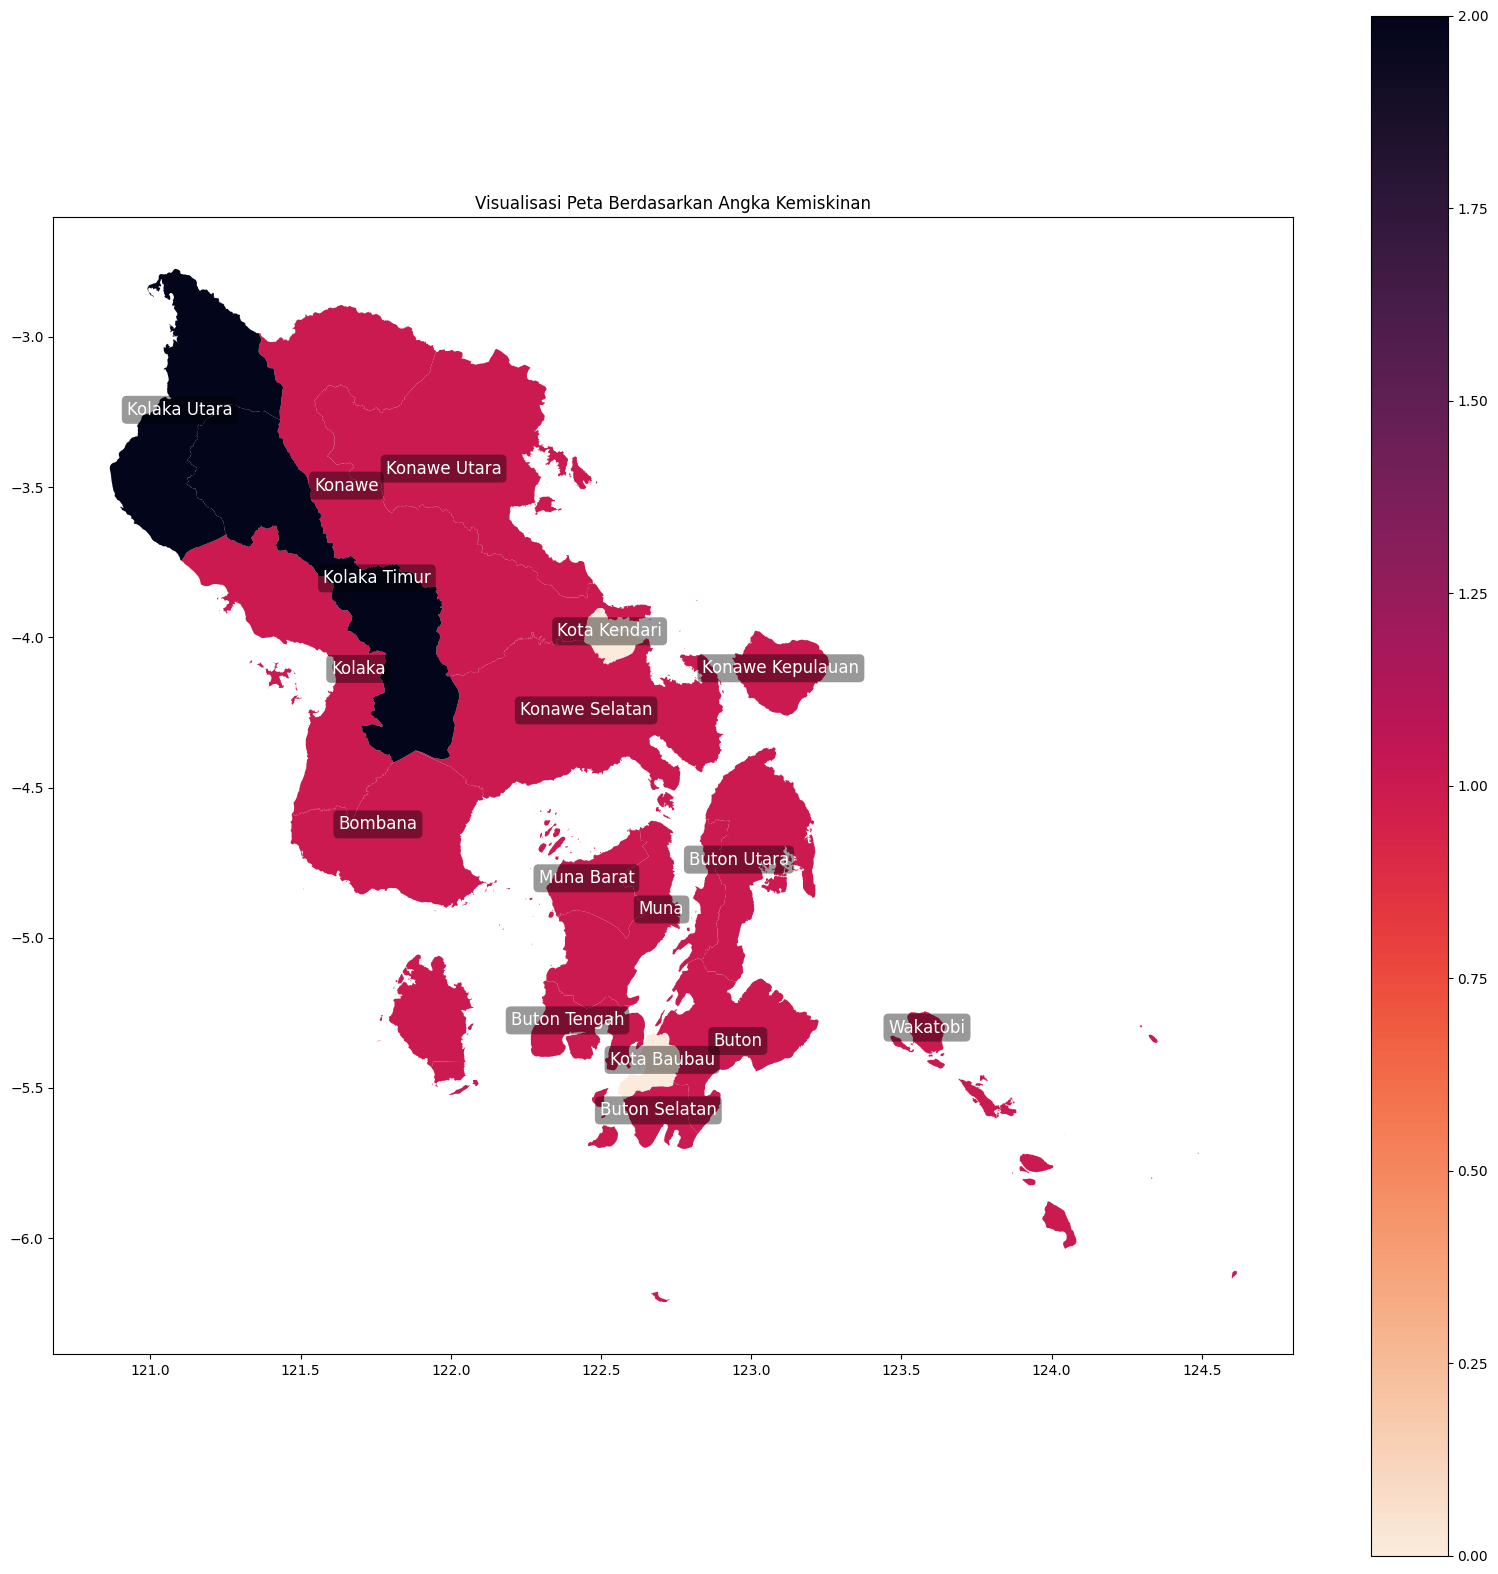 Visualisasi Peta Berdasarkan Angka Kemiskinan
Kolaka Utara
Konawe Utara
Konawe
Kolaka Timur
Kota Kendari
Kolaka
Konawe Kepulauan
Konawe Selatan
Bombana
Buton Utara
Muna Barat
Muna
Buton Tengah
Wakatobi
Buton
Kota Baubau
Buton Selatan
−3.0
−3.5
−4.0
−4.5
−5.0
−5.5
−6.0
121.0 121.5 122.0 122.5 123.0 123.5 124.0 124.5
2.00
1.75
1.50
1.25
1.00
0.75
0.50
0.25
0.00